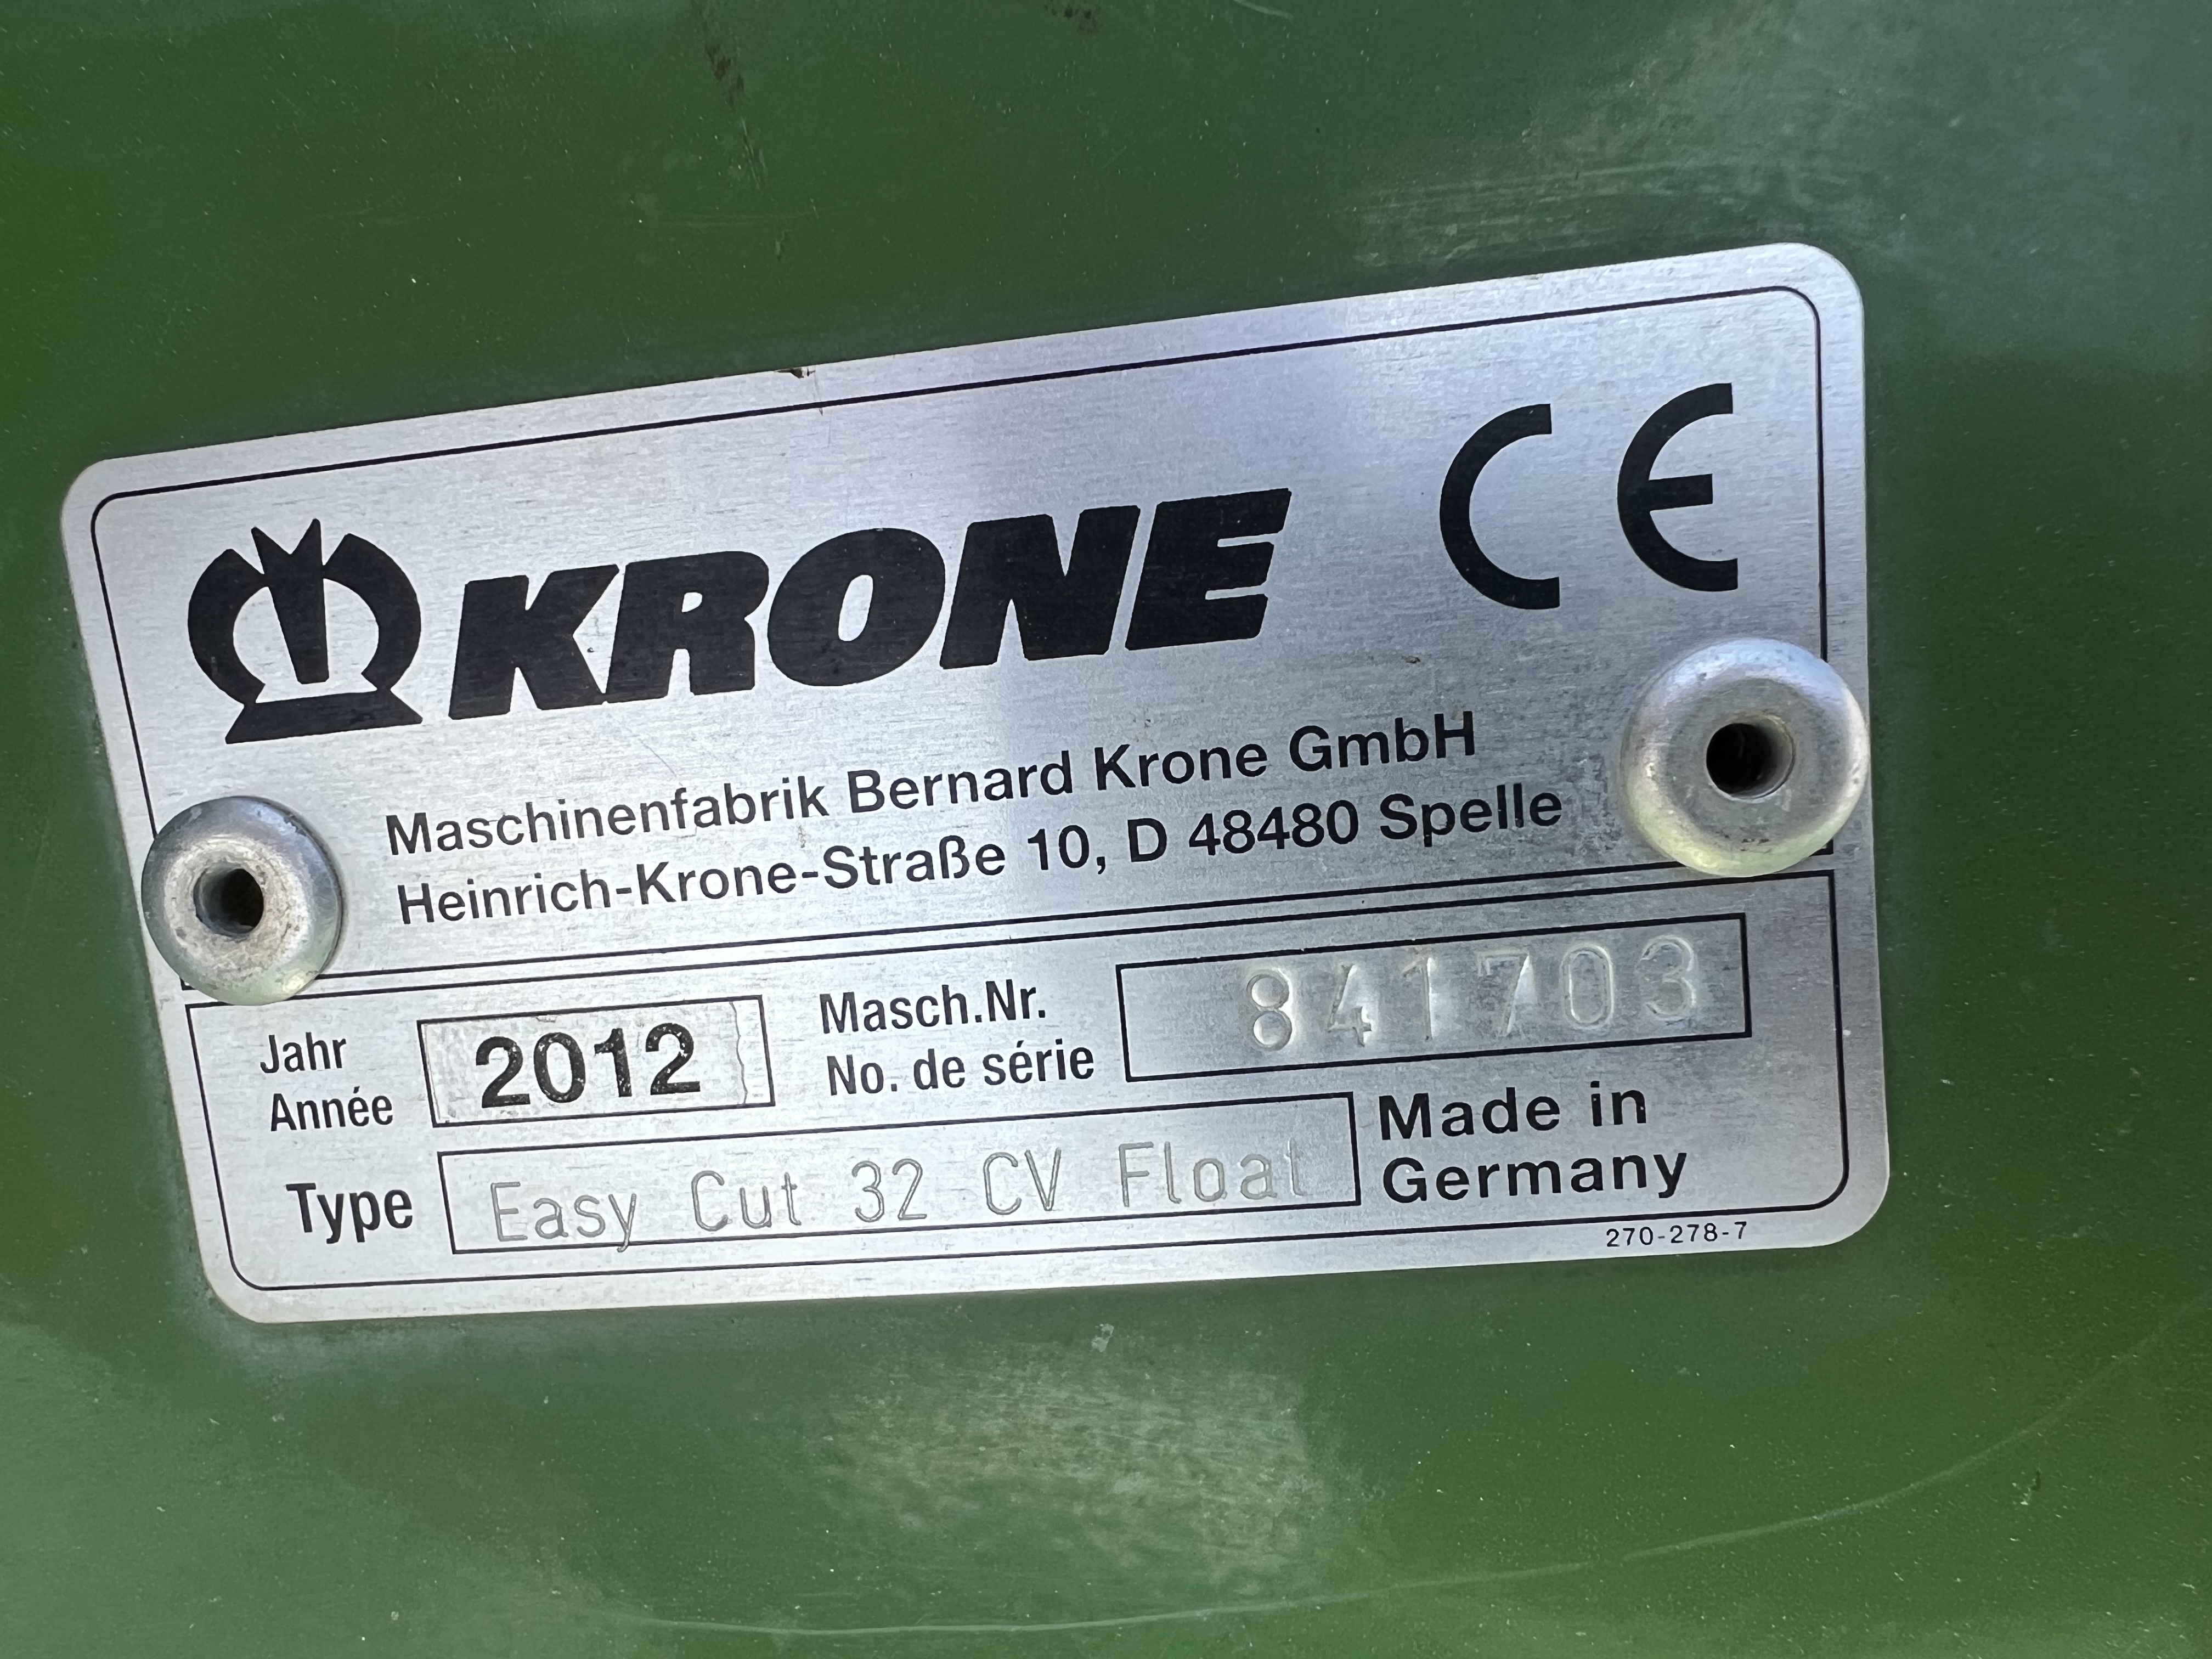 KRONE CE
Maschinenfabrik Bernard Krone GmbH
Heinrich-Krone-Straße 10, D 48480 Spelle
Jahr
Année
2012
Masch.Nr.
No. de série
841703
Type
Easy Cut 32 CV Float
Made in
Germany
270-278-7